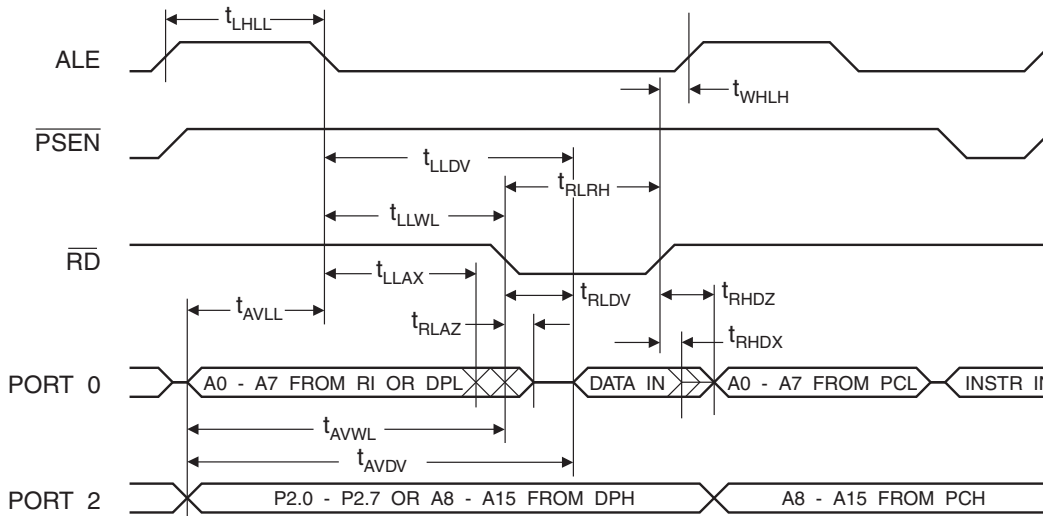 tLHLL
ALE
tWHLH
PSEN
tLLDV
tRLRH
tLLWL
RD
tLLAX
tRLDV
tRHDZ
tAVLL
tRLAZ
tRHDX
PORT 0
A0 - A7 FROM RI OR DPL
DATA IN
A0 - A7 FROM PCL
INSTR IN
tAVWL
tAVDV
PORT 2
P2.0 - P2.7 OR A8 - A15 FROM DPH
A8 - A15 FROM PCH